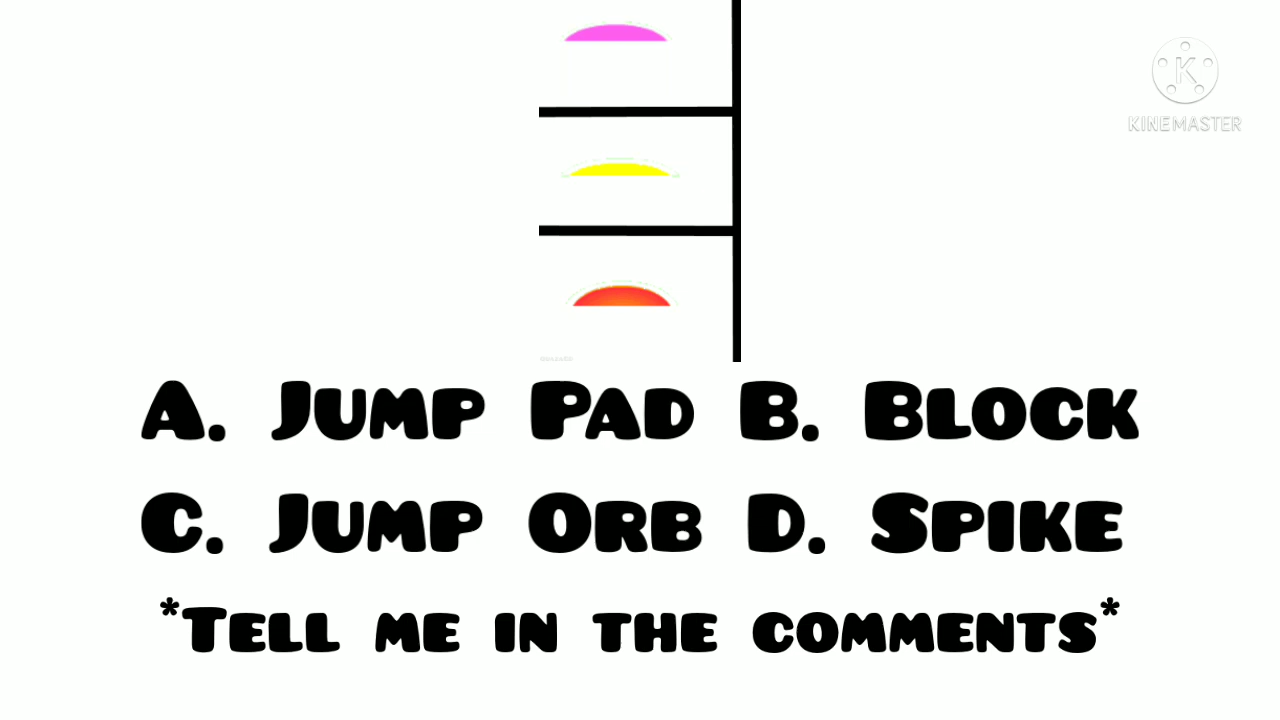 KINEMASTER
A. Jump Pad B. Block
C. Jump Orb D. Spike
*Tell me in the comments*